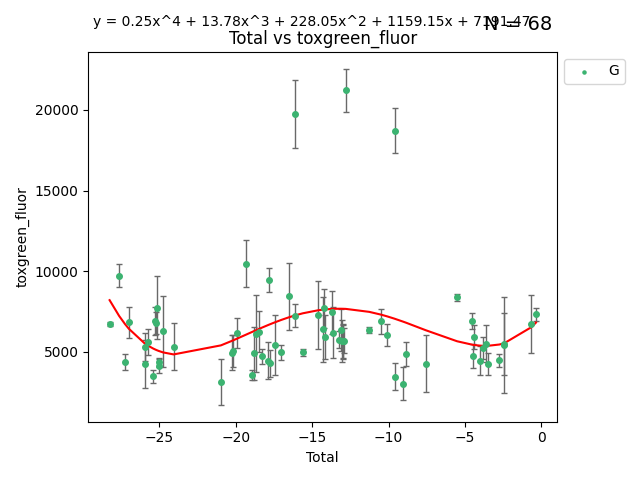 y = 0.25x^4 + 13.78x^3 + 228.05x^2 + 1159.15x + 7191.47
N = 68
Total vs toxgreen_fluor
G
20000
15000
10000
5000
toxgreen_fluor
−25 −20 −15 −10 −5 0
Total